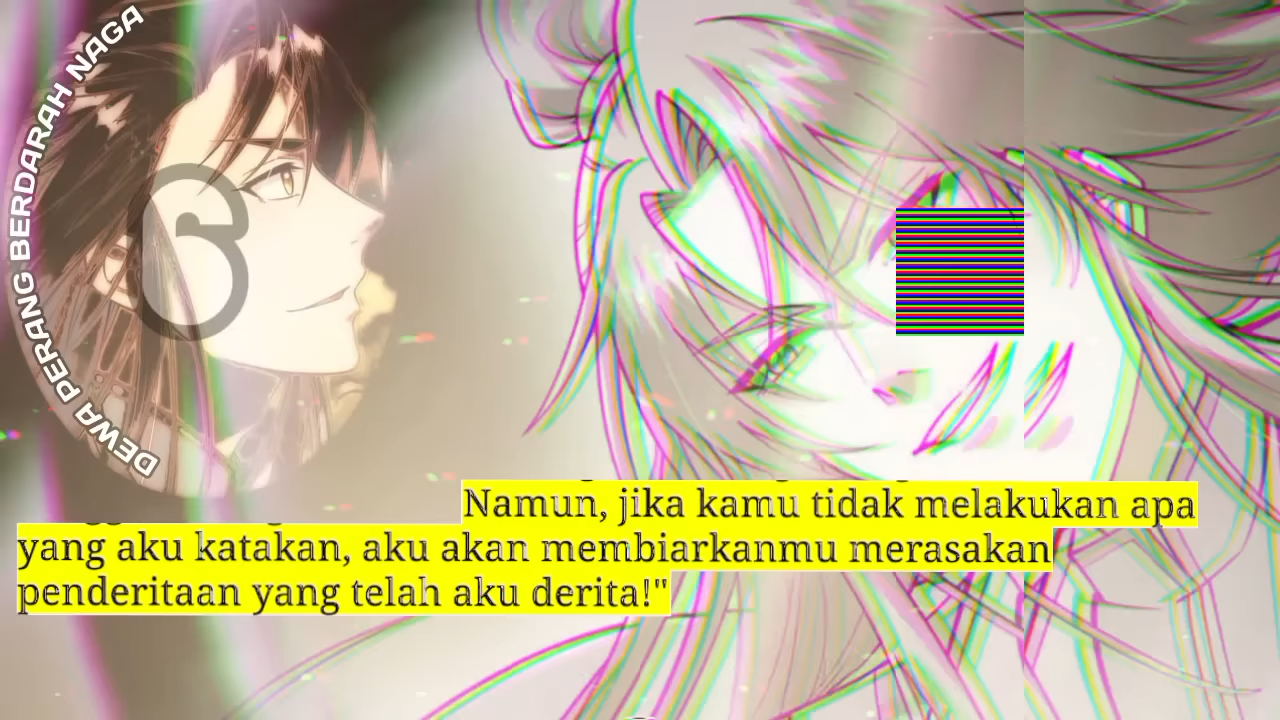 DEWA PERANG BERDARAH NAGA
Namun, jika kamu tidak melakukan apa
yang aku katakan, aku akan membiarkanmu merasakan
penderitaan yang telah aku derita!"